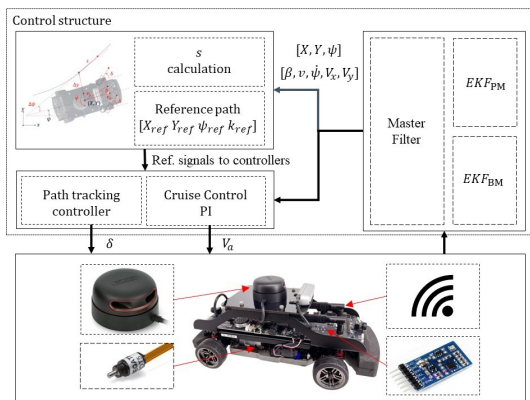 Control structure
s
calculation
Reference path
[X_ref Y_ref ψ_ref k_ref]
[X, Y, ψ]
[β, v, ψ̇, V_x, V_y]
Master
Filter
EKF_PM
EKF_BM
Ref. signals to controllers
Path tracking
controller
Cruise Control
PI
δ
V_a